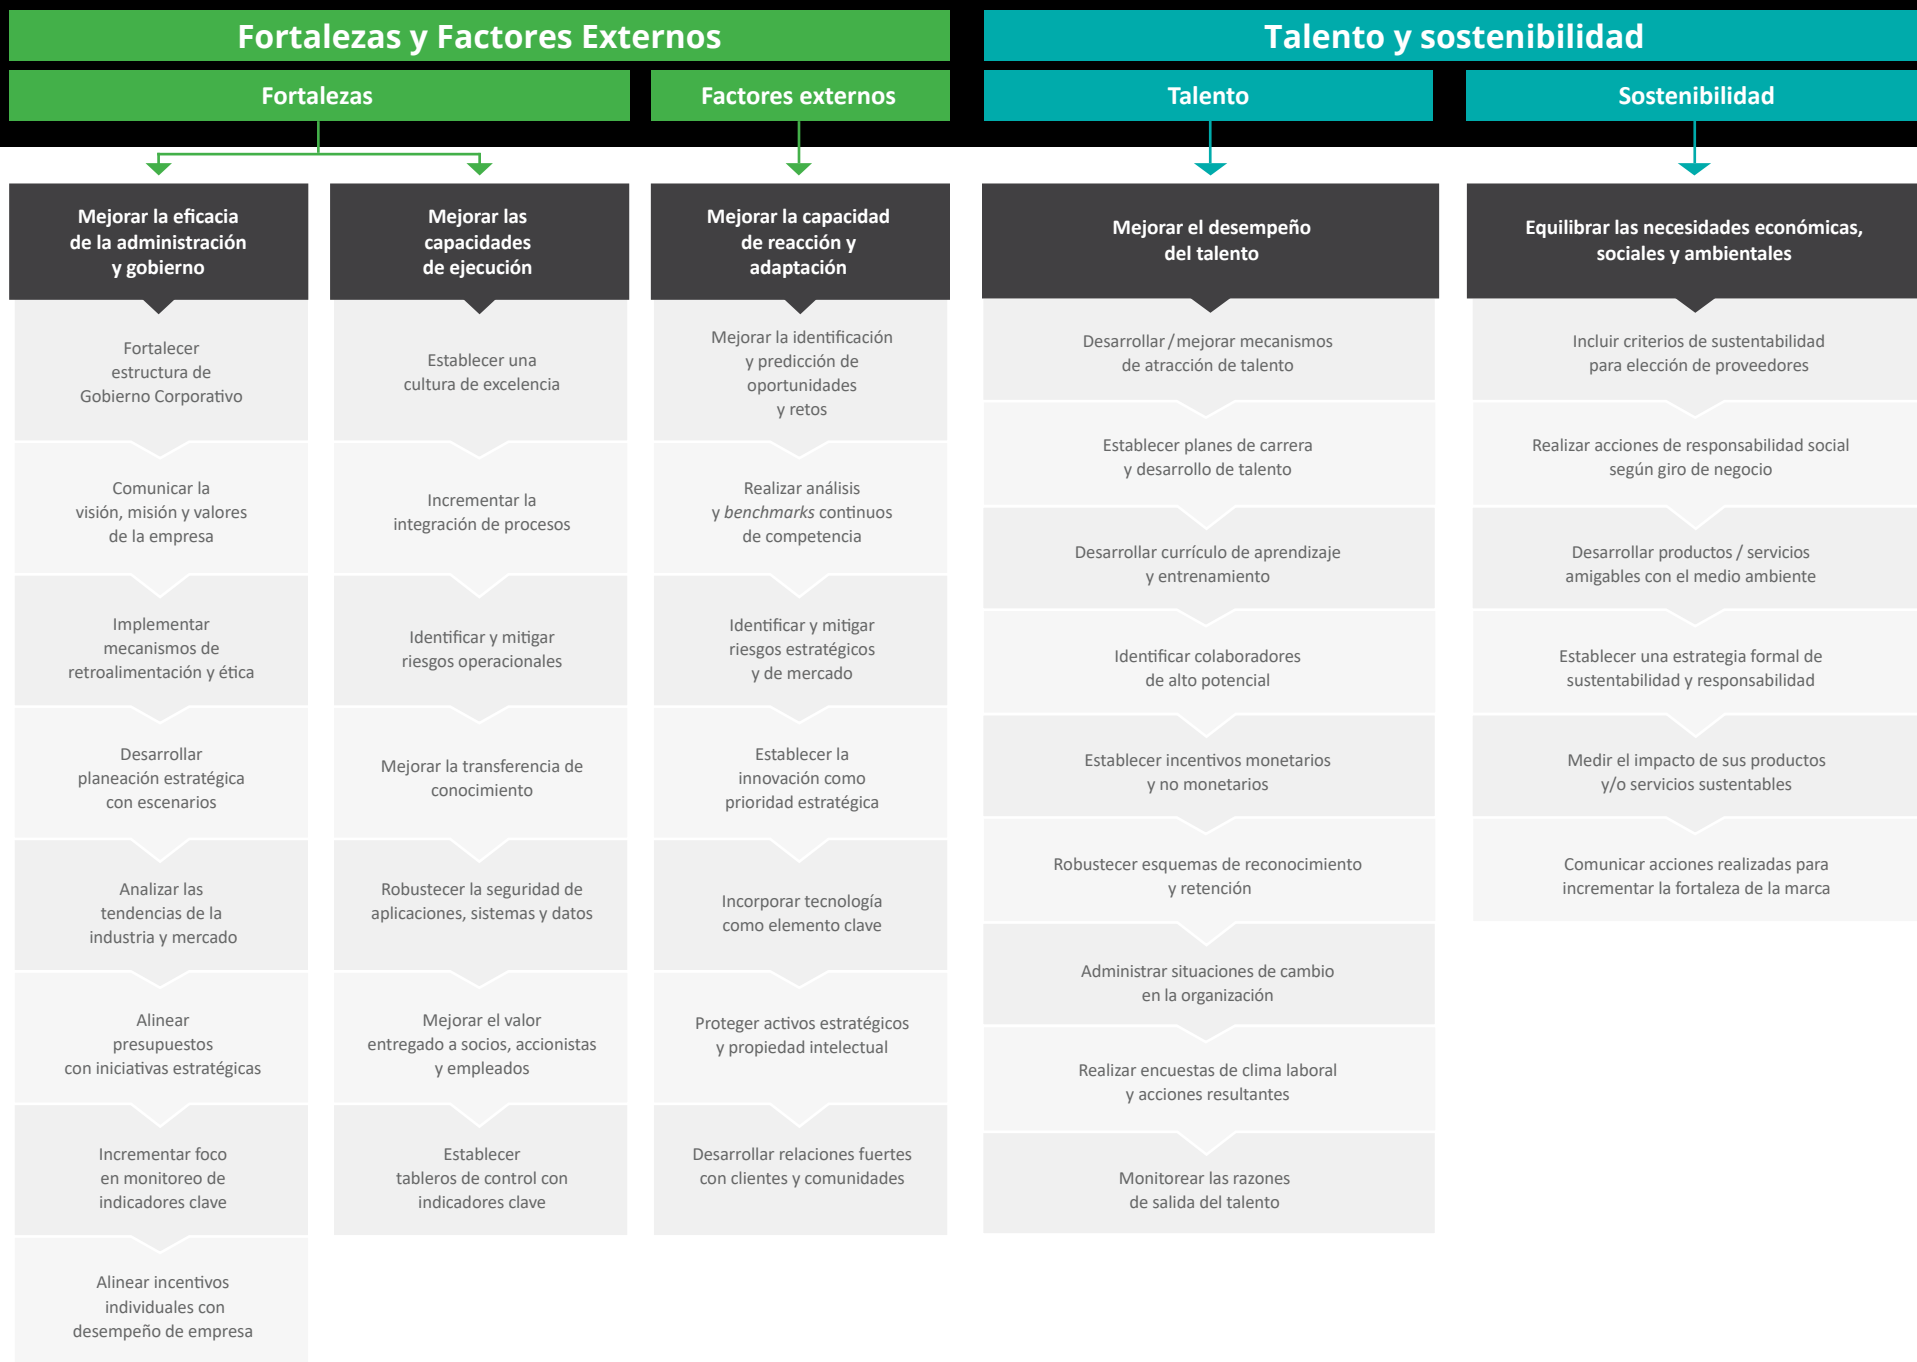 Fortalezas y Factores Externos
Talento y sostenibilidad
Fortalezas
Factores externos
Talento
Sostenibilidad
Mejorar la eficacia
de la administración
y gobierno
Fortalecer
estructura de
Gobierno Corporativo
Comunicar la
visión, misión y valores
de la empresa
Implementar
mecanismos de
retroalimentación y ética
Desarrollar
planeación estratégica
con escenarios
Analizar las
tendencias de la
industria y mercado
Alinear
presupuestos
con iniciativas estratégicas
Incrementar foco
en monitoreo de
indicadores clave
Alinear incentivos
individuales con
desempeño de empresa
Mejorar las
capacidades
de ejecución
Establecer una
cultura de excelencia
Incrementar la
integración de procesos
Identificar y mitigar
riesgos operacionales
Mejorar la transferencia de
conocimiento
Robustecer la seguridad de
aplicaciones, sistemas y datos
Mejorar el valor
entregado a socios, accionistas
y empleados
Establecer
tableros de control con
indicadores clave
Mejorar la capacidad
de reacción y
adaptación
Mejorar la identificación
y predicción de
oportunidades
y retos
Realizar análisis
y benchmarks continuos
de competencia
Identificar y mitigar
riesgos estratégicos
y de mercado
Establecer la
innovación como
prioridad estratégica
Incorporar tecnología
como elemento clave
Proteger activos estratégicos
y propiedad intelectual
Desarrollar relaciones fuertes
con clientes y comunidades
Mejorar el desempeño
del talento
Desarrollar / mejorar mecanismos
de atracción de talento
Establecer planes de carrera
y desarrollo de talento
Desarrollar currículo de aprendizaje
y entrenamiento
Identificar colaboradores
de alto potencial
Establecer incentivos monetarios
y no monetarios
Robustecer esquemas de reconocimiento
y retención
Administrar situaciones de cambio
en la organización
Realizar encuestas de clima laboral
y acciones resultantes
Monitorear las razones
de salida del talento
Equilibrar las necesidades económicas,
sociales y ambientales
Incluir criterios de sustentabilidad
para elección de proveedores
Realizar acciones de responsabilidad social
según giro de negocio
Desarrollar productos / servicios
amigables con el medio ambiente
Establecer una estrategia formal de
sustentabilidad y responsabilidad
Medir el impacto de sus productos
y/o servicios sustentables
Comunicar acciones realizadas para
incrementar la fortaleza de la marca